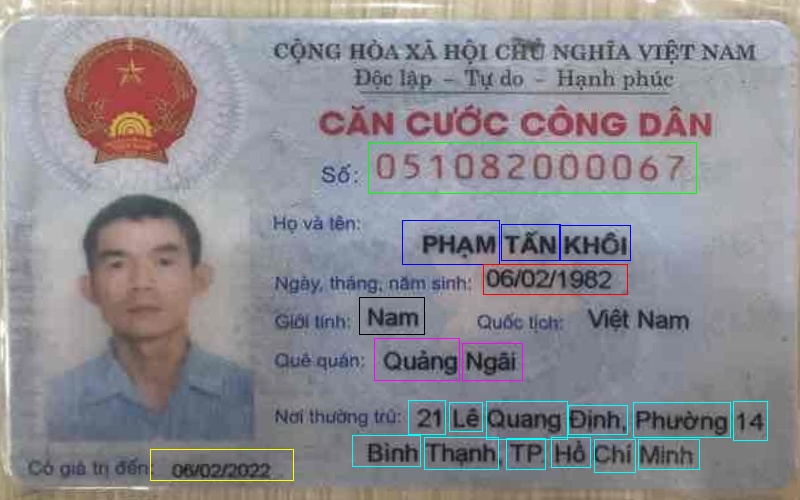 CỘNG HÒA XÃ HỘI CHỦ NGHĨA VIỆT NAM
Độc lập – Tự do – Hạnh phúc
CĂN CƯỚC CÔNG DÂN
Số: 051082000067
Họ và tên:
PHẠM TẤN KHÔI
Ngày, tháng, năm sinh: 06/02/1982
Giới tính: Nam Quốc tịch: Việt Nam
Quê quán: Quảng Ngãi
Nơi thường trú: 21 Lê Quang Định, Phường 14
Bình Thạnh, TP. Hồ Chí Minh
Có giá trị đến: 06/02/2022